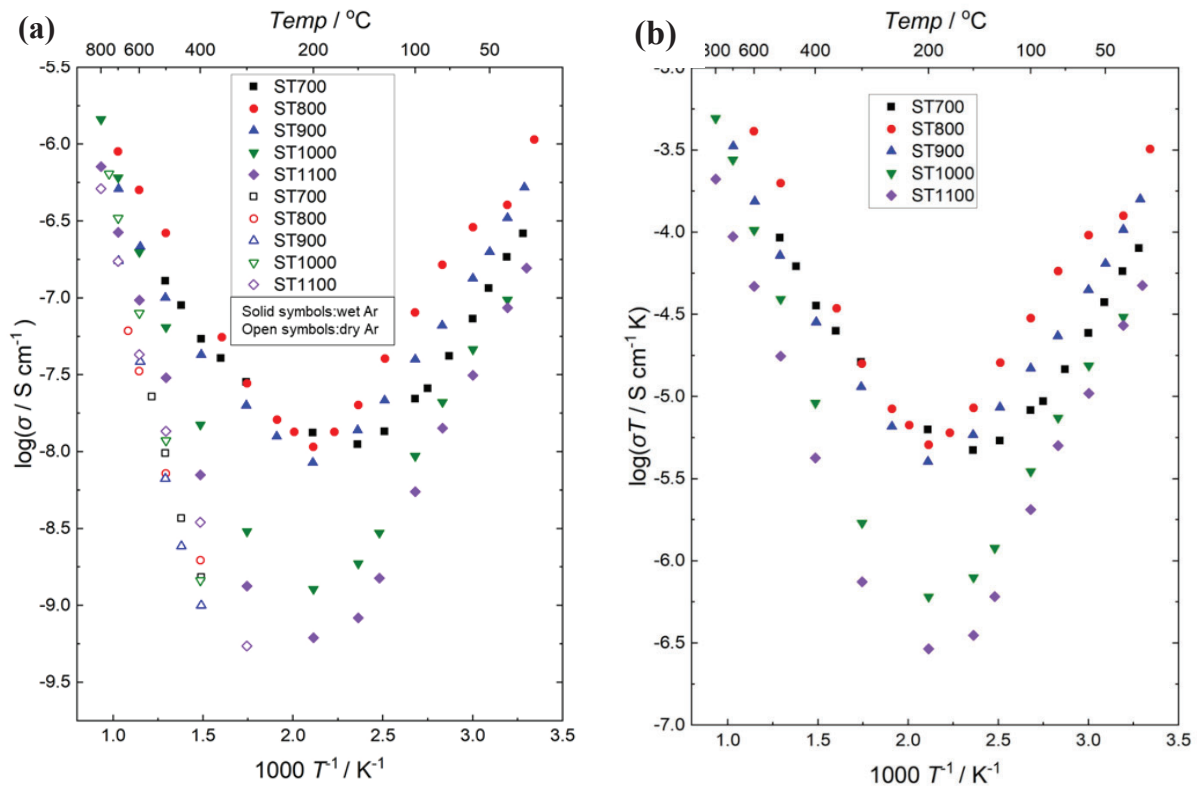 (a)
Temp / °C
800 600 400 200 100 50
-5.5
-6.0
-6.5
-7.0
-7.5
-8.0
-8.5
-9.0
-9.5
log(σ / S cm⁻¹)
ST700
ST800
ST900
ST1000
ST1100
ST700
ST800
ST900
ST1000
ST1100
Solid symbols:wet Ar
Open symbols:dry Ar
1.0 1.5 2.0 2.5 3.0 3.5
1000 T⁻¹ / K⁻¹
(b)
Temp / °C
800 600 400 200 100 50
-3.0
-3.5
-4.0
-4.5
-5.0
-5.5
-6.0
-6.5
-7.0
log(σT / S cm⁻¹ K)
ST700
ST800
ST900
ST1000
ST1100
1.0 1.5 2.0 2.5 3.0 3.5
1000 T⁻¹ / K⁻¹